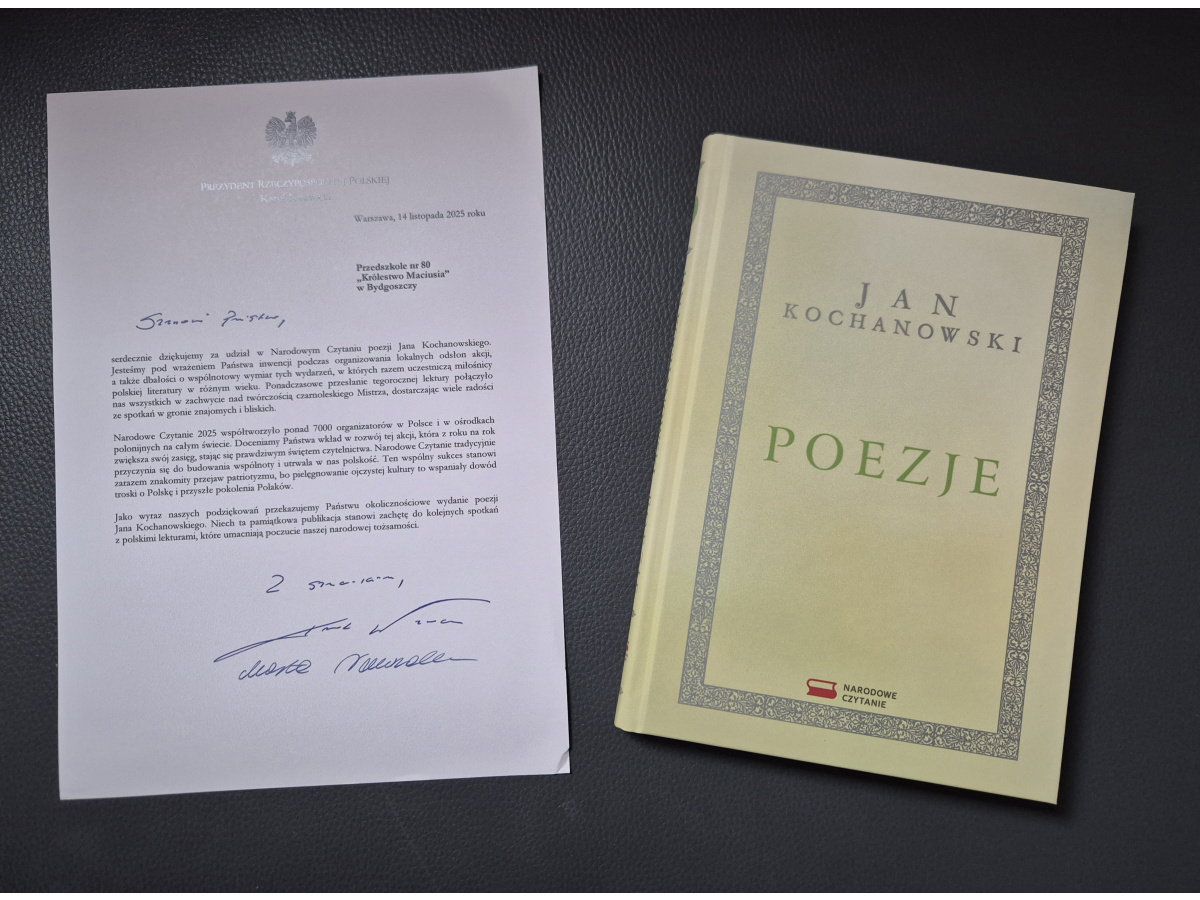 PREZYDENT RZECZYPOSPOLITEJ POLSKIEJ
Warszawa, 14 listopada 2025 roku
Przedszkole nr 80
„Królestwo Maciusia”
w Bydgoszczy
Szanowni Państwo,
serdecznie dziękujemy za udział w Narodowym Czytaniu poezji Jana Kochanowskiego.
Jesteśmy pod wrażeniem Państwa inwencji podczas organizowania lokalnych odsłon akcji,
a także dbałości o wspólnotowy wymiar tych wydarzeń, w których razem uczestniczą miłośnicy
polskiej literatury w różnym wieku. Ponadczasowe przesłanie tegorocznej lektury połączyło
nas wszystkich w zachwycie nad twórczością czarnoleskiego Mistrza, dostarczając wiele radości
ze spotkań w gronie znajomych i bliskich.
Narodowe Czytanie 2025 współtworzyło ponad 7000 organizatorów w Polsce i w ośrodkach
polonijnych na całym świecie. Doceniamy Państwa wkład w rozwój tej akcji, która z roku na rok
zwiększa swój zasięg, stając się prawdziwym świętem czytelnictwa. Narodowe Czytanie tradycyjnie
przyczynia się do budowania wspólnoty i utrwala w nas polskość. Ten wspólny sukces stanowi
zarazem znakomity przejaw patriotyzmu, bo pielęgnowanie ojczystej kultury to wspaniały dowód
troski o Polskę i przyszłe pokolenia Polaków.
Jako wyraz naszych podziękowań przekazujemy Państwu okolicznościowe wydanie poezji
Jana Kochanowskiego. Niech ta pamiątkowa publikacja stanowi zachętę do kolejnych spotkań
z polskimi lekturami, które umacniają poczucie naszej narodowej tożsamości.
Z szacunkiem,
Marta Nawrocka
JAN
KOCHANOWSKI
POEZJE
NARODOWE
CZYTANIE